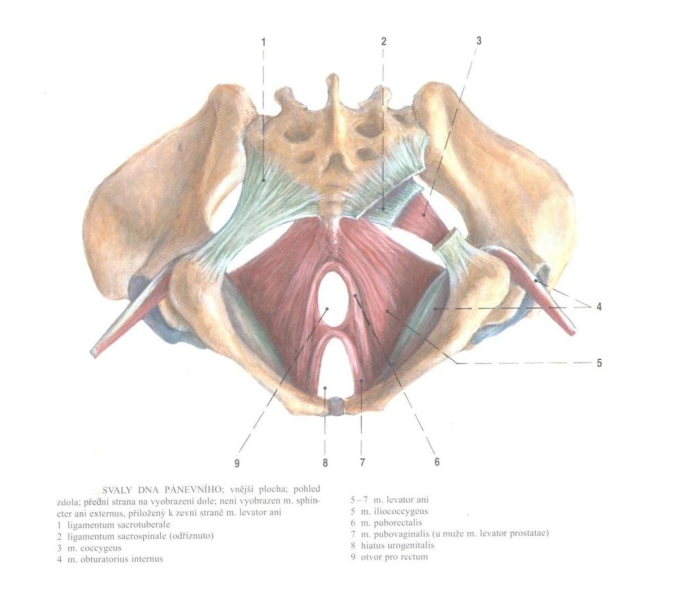 1 2 3
4
5
9 8 7 6
SVALY DNA PÁNEVNÍHO; vnější plocha; pohled
zdola; přední strana na vyobrazení dole; není vyobrazen m. sphin-
cter ani externus, přiložený k zevní straně m. levator ani
1 ligamentum sacrotuberale
2 ligamentum sacrospinale (odříznuto)
3 m. coccygeus
4 m. obturatorius internus
5–7 m. levator ani
5 m. iliococcygeus
6 m. puborectalis
7 m. pubovaginalis (u muže m. levator prostatae)
8 hiatus urogenitalis
9 otvor pro rectum